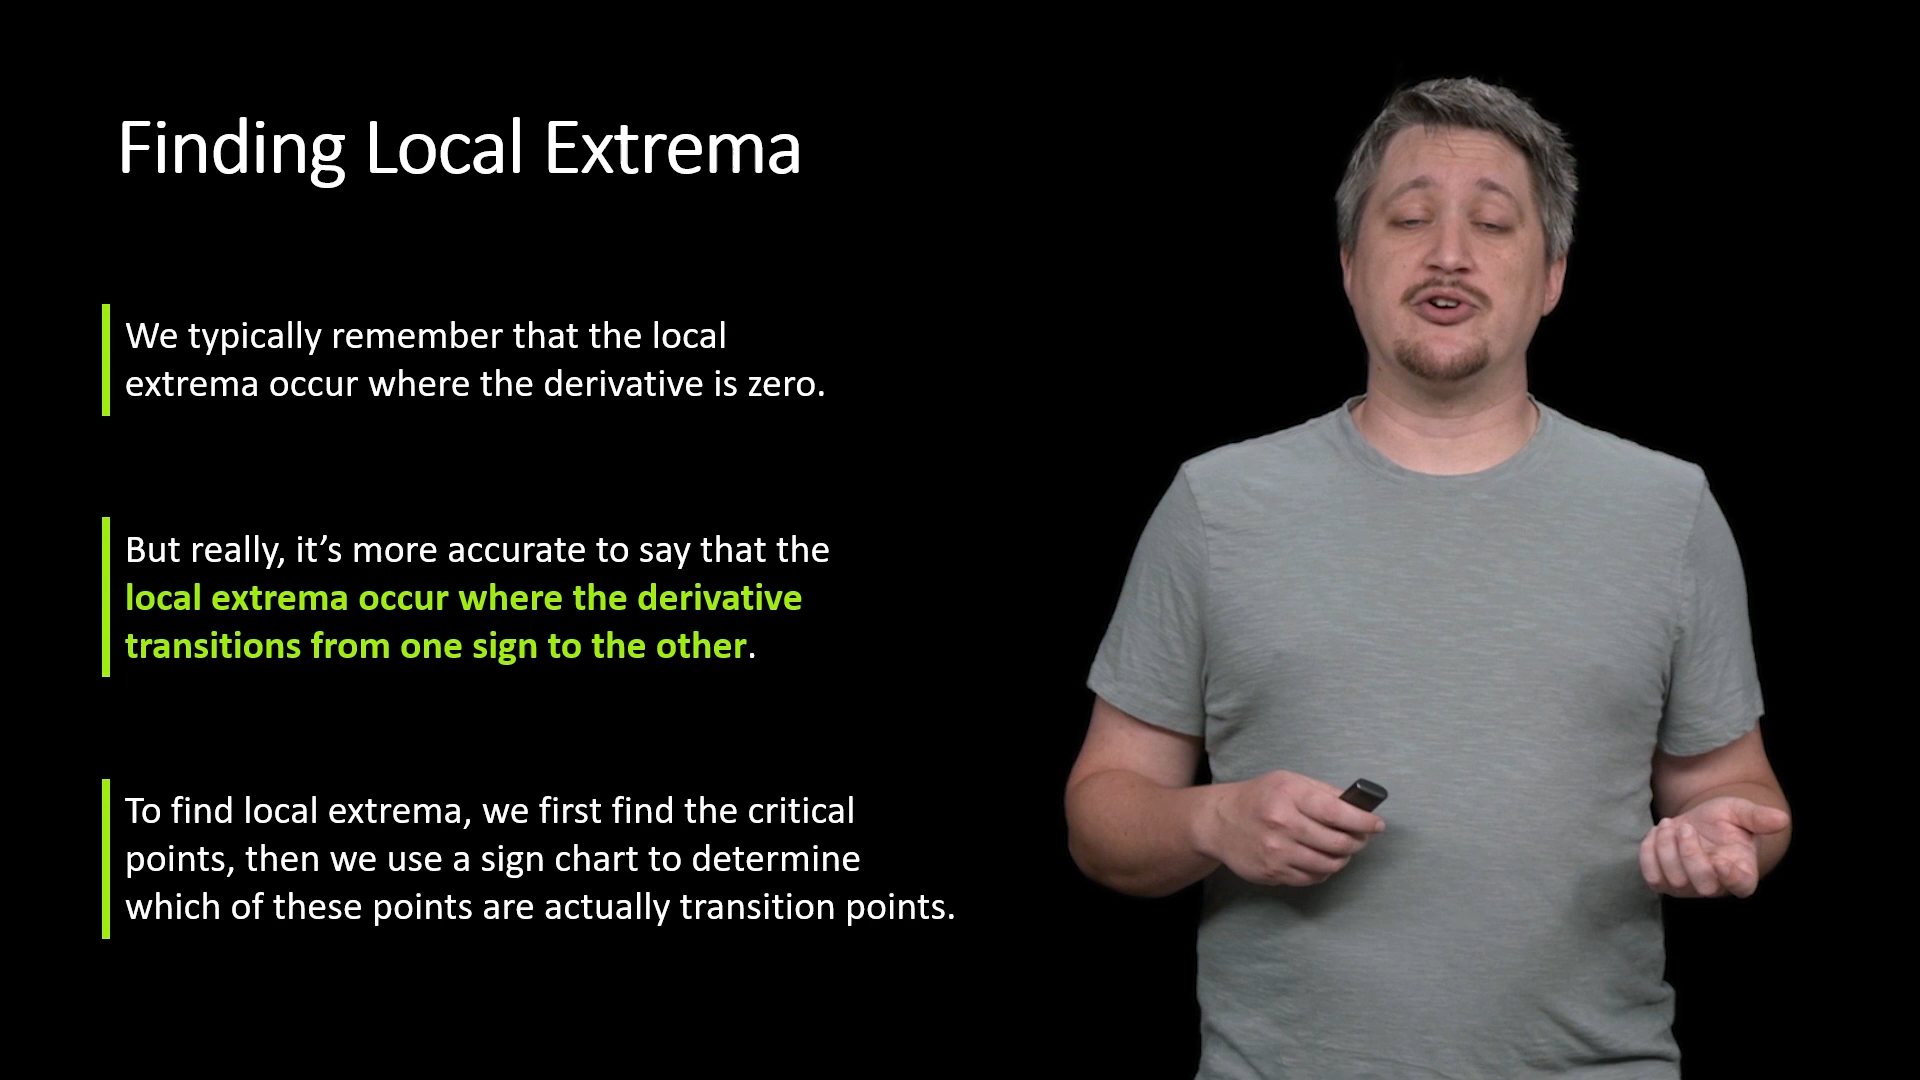 Finding Local Extrema
We typically remember that the local
extrema occur where the derivative is zero.
But really, it’s more accurate to say that the
local extrema occur where the derivative
transitions from one sign to the other.
To find local extrema, we first find the critical
points, then we use a sign chart to determine
which of these points are actually transition points.